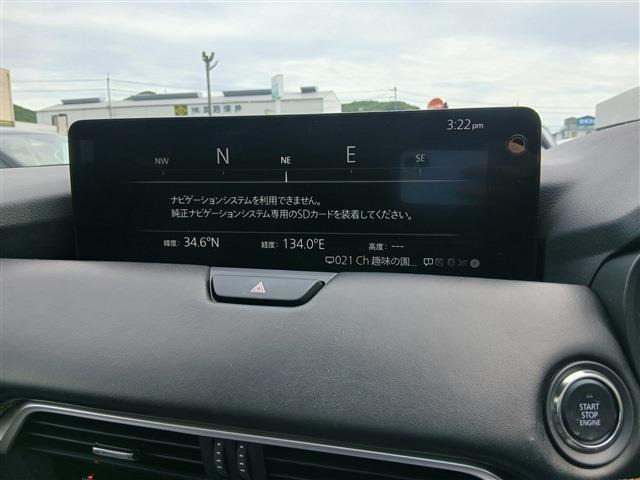 3:22 pm
NW N NE E SE
ナビゲーションシステムを利用できません。
純正ナビゲーションシステム専用のSDカードを装着してください。
緯度: 34.6°N 経度: 134.0°E 高度: ---
021 Ch 趣味の園...
START
STOP
ENGINE